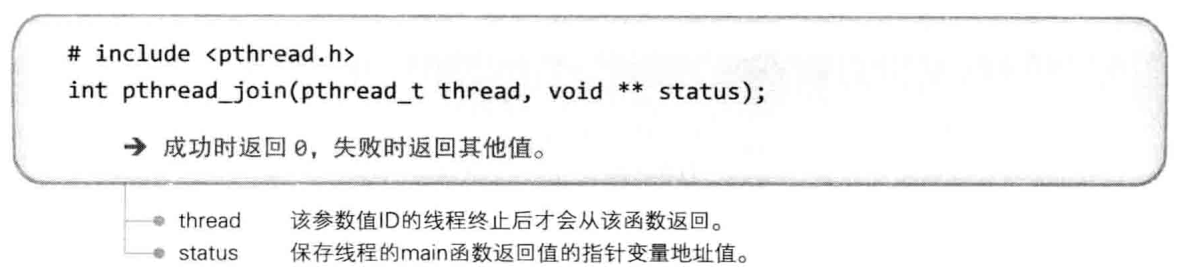 # include <pthread.h>
int pthread_join(pthread_t thread, void ** status);
➔ 成功时返回 0，失败时返回其他值。
thread 该参数值ID的线程终止后才会从该函数返回。
status 保存线程的main函数返回值的指针变量地址值。